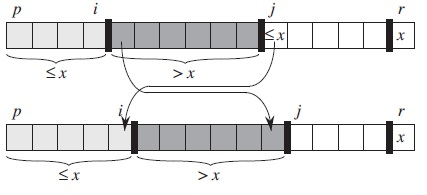 p i j r
≤x x
≤x >x
p i j r
x
≤x >x